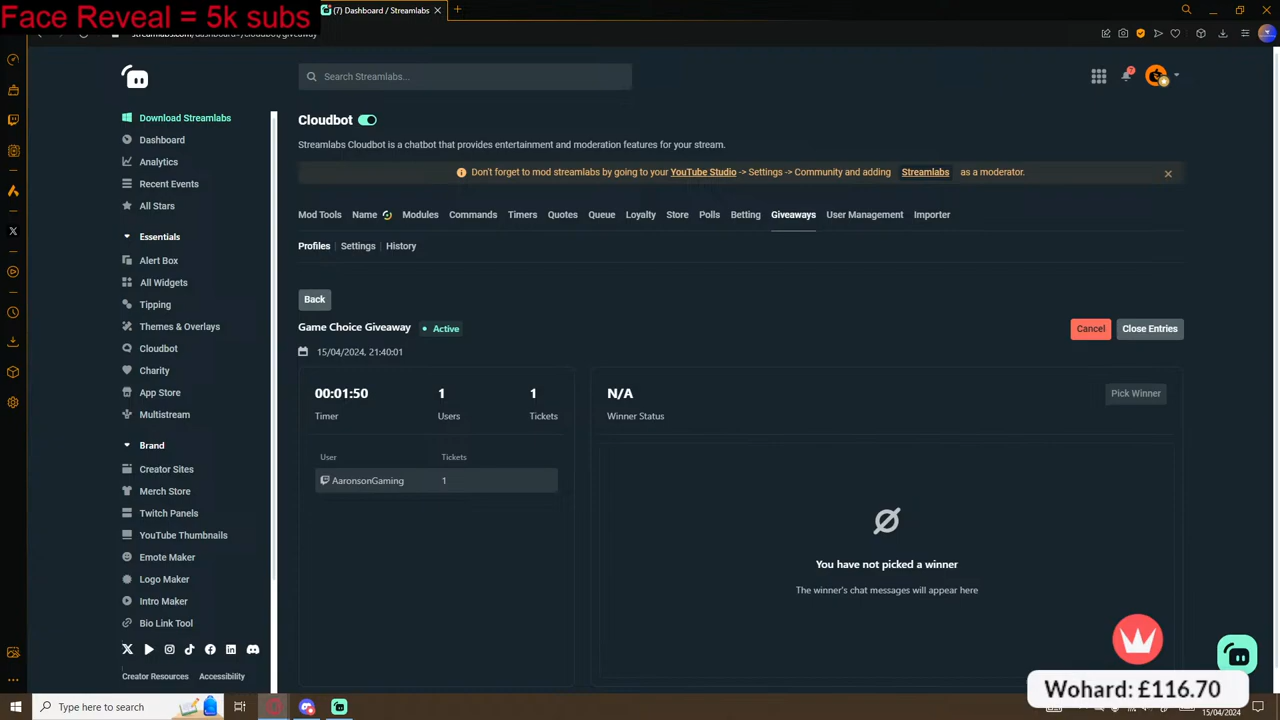 Face Reveal = 5k subs
(7) Dashboard / Streamlabs
Search Streamlabs...
7
Download Streamlabs
Dashboard
Analytics
Recent Events
All Stars
Essentials
Alert Box
All Widgets
Tipping
Themes & Overlays
Cloudbot
Charity
App Store
Multistream
Brand
Creator Sites
Merch Store
Twitch Panels
YouTube Thumbnails
Emote Maker
Logo Maker
Intro Maker
Bio Link Tool
Creator Resources Accessibility
Cloudbot
Streamlabs Cloudbot is a chatbot that provides entertainment and moderation features for your stream.
Don't forget to mod streamlabs by going to your YouTube Studio -> Settings -> Community and adding Streamlabs as a moderator.
Mod Tools Name Modules Commands Timers Quotes Queue Loyalty Store Polls Betting Giveaways User Management Importer
Profiles Settings History
Back
Game Choice Giveaway Active
Cancel Close Entries
15/04/2024, 21:40:01
00:01:50 1 1
Timer Users Tickets
User Tickets
AaronsonGaming 1
N/A
Winner Status
Pick Winner
You have not picked a winner
The winner's chat messages will appear here
Wohard: £116.70
Type here to search
15/04/2024